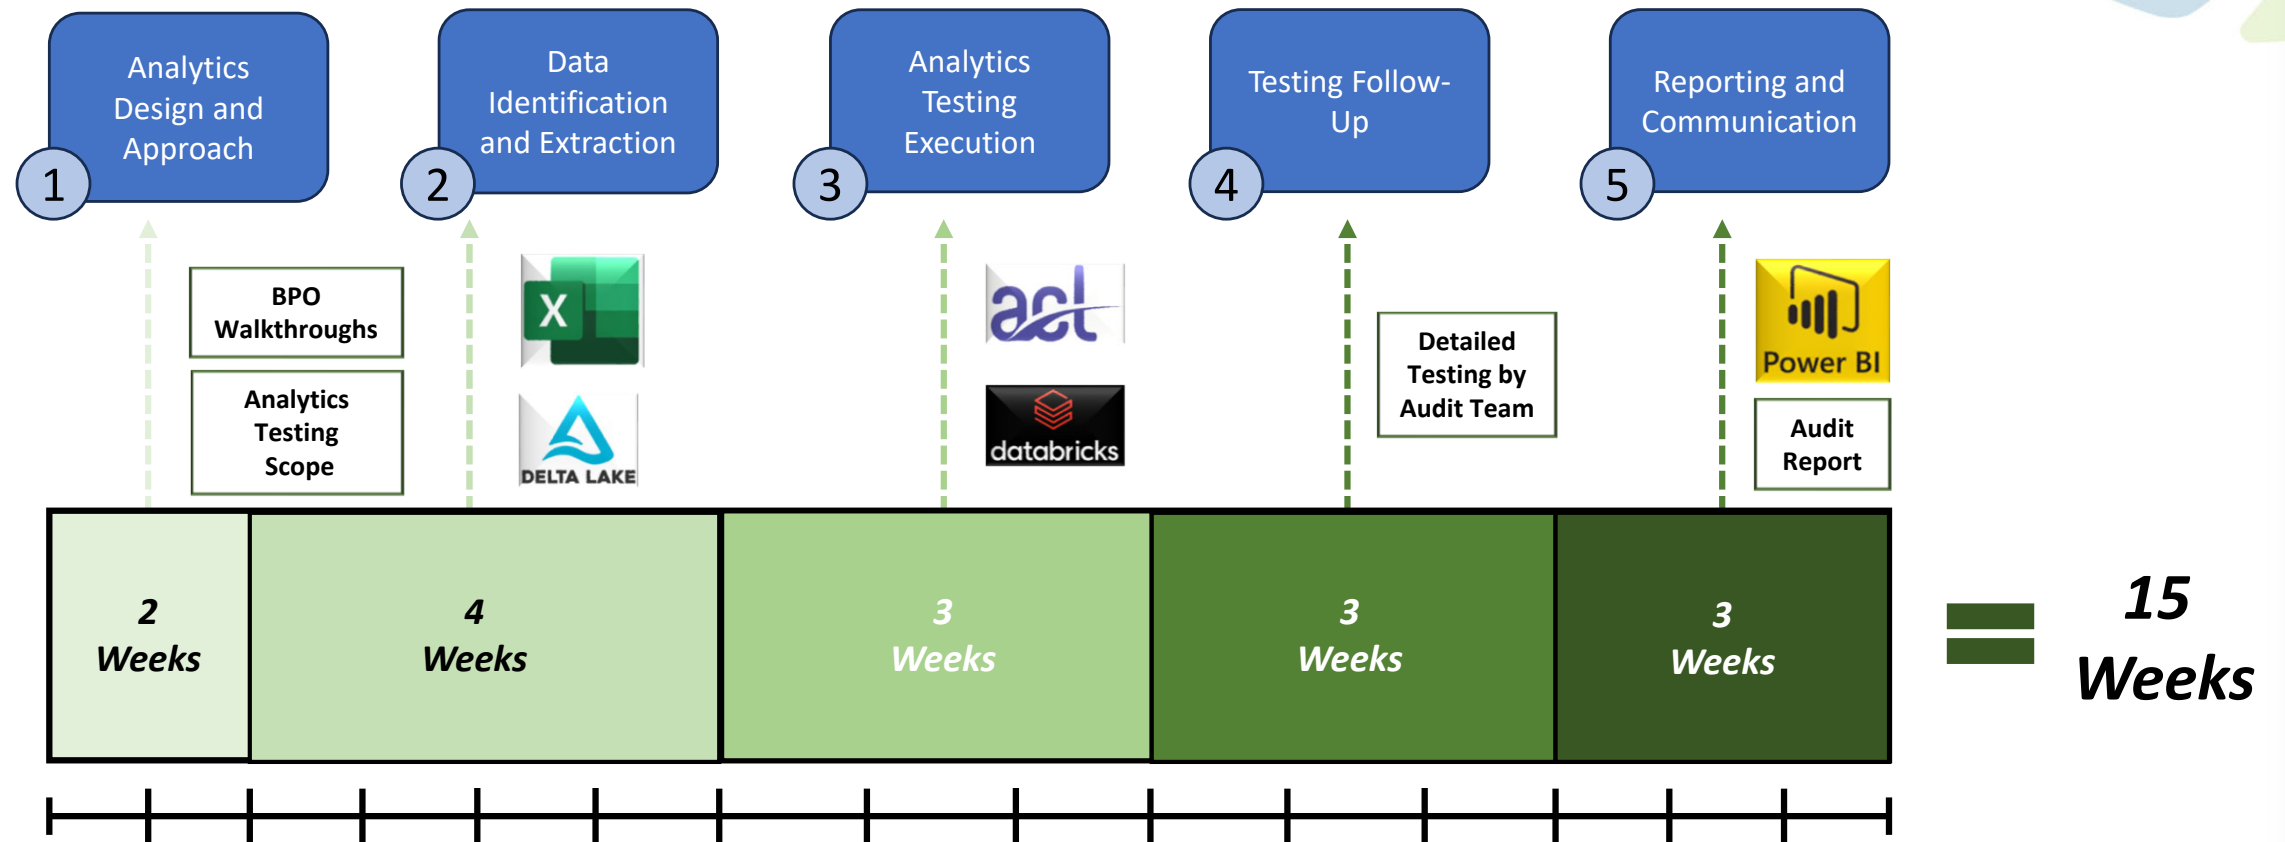 Analytics
Design and
Approach
1
Data
Identification
and Extraction
2
Analytics
Testing
Execution
3
Testing Follow-
Up
4
Reporting and
Communication
5
BPO
Walkthroughs
Analytics
Testing
Scope
X
DELTA LAKE
acl
databricks
Detailed
Testing by
Audit Team
Power BI
Audit
Report
2
Weeks
4
Weeks
3
Weeks
3
Weeks
3
Weeks
=
15
Weeks